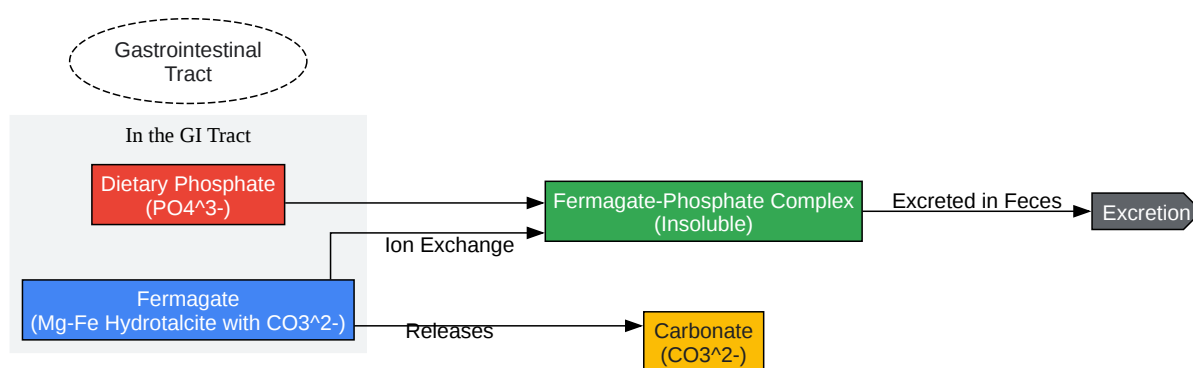 Gastrointestinal
Tract
In the GI Tract
Dietary Phosphate
(PO4^3-)
Fermagate-Phosphate Complex
(Insoluble)
Excreted in Feces
Excretion
Ion Exchange
Fermagate
(Mg-Fe Hydrotalcite with CO3^2-)
Releases
Carbonate
(CO3^2-)